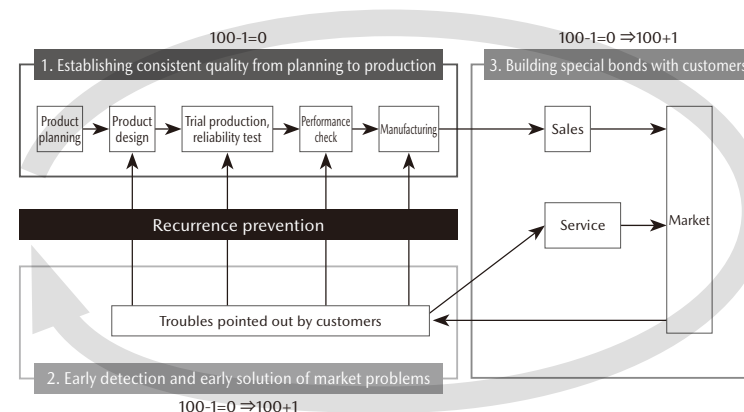 100-1=0
100-1=0 ⇒100+1
1. Establishing consistent quality from planning to production
3. Building special bonds with customers
Product
planning
Product
design
Trial production,
reliability test
Performance
check
Manufacturing
Sales
Recurrence prevention
Service
Market
Troubles pointed out by customers
2. Early detection and early solution of market problems
100-1=0 ⇒100+1